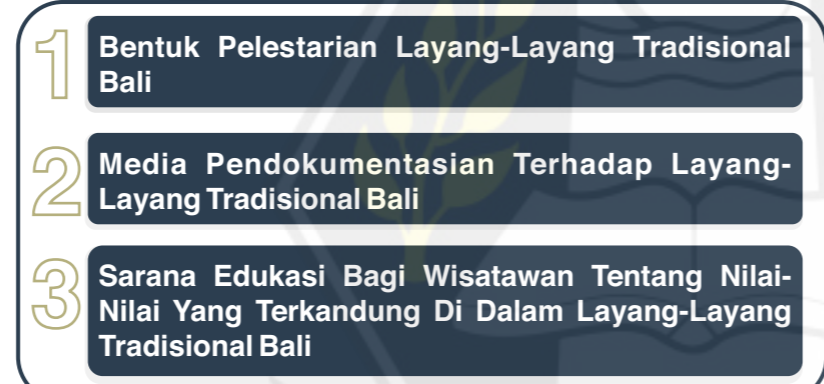 1
Bentuk Pelestarian Layang-Layang Tradisional
Bali
2
Media Pendokumentasian Terhadap Layang-
Layang Tradisional Bali
3
Sarana Edukasi Bagi Wisatawan Tentang Nilai-
Nilai Yang Terkandung Di Dalam Layang-Layang
Tradisional Bali